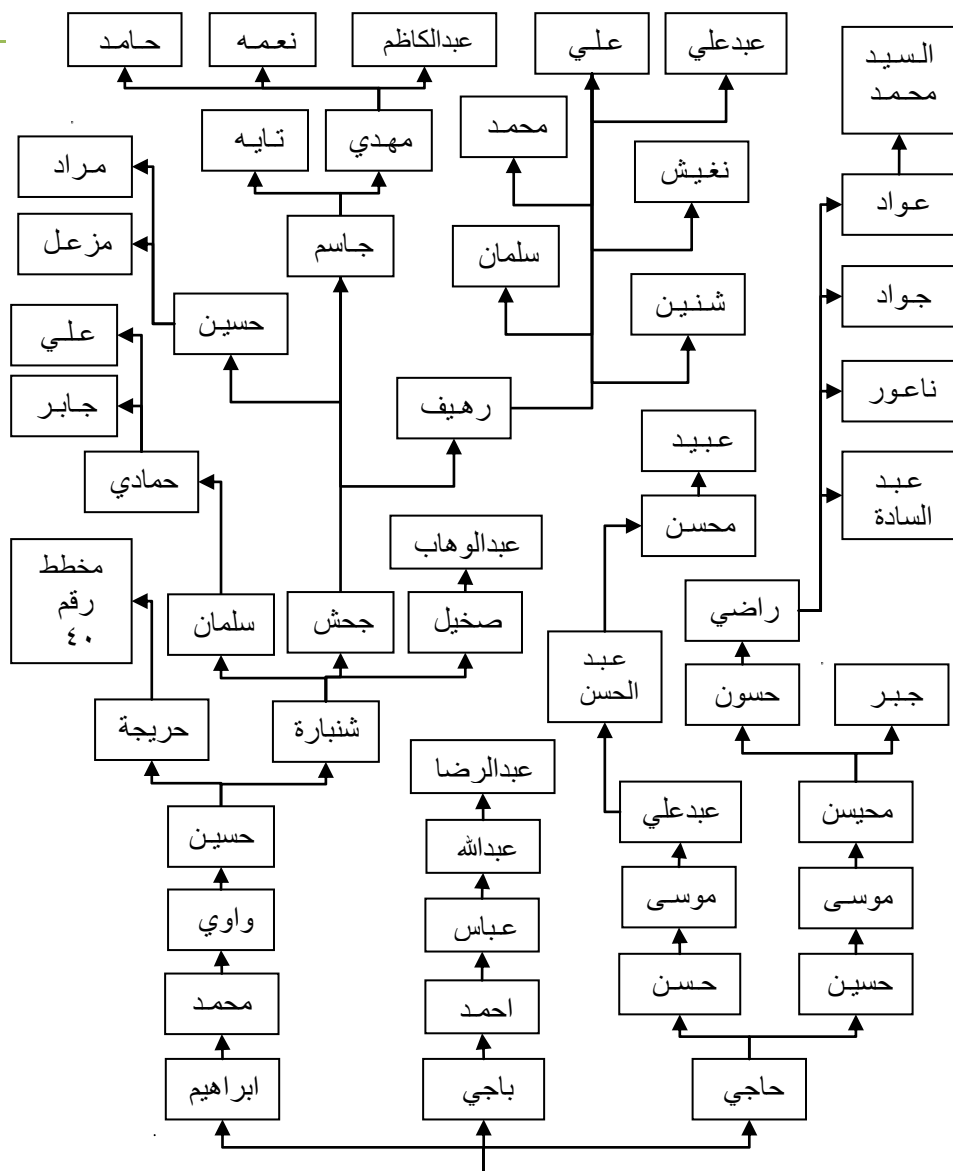 السيد
محمد
عبدعلي
علي
عبدالكاظم
نعمه
حامد
محمد
مهدي
تايه
مراد
نغيش
عواد
جاسم
مزعل
سلمان
جواد
شنين
حسين
علي
ناعور
رهيف
جابر
عبيد
حمادي
عبد
السادة
محسن
عبدالوهاب
مخطط
رقم
٤٠
راضي
صخيل
جحش
سلمان
عبد
الحسن
جبر
حسون
شنبارة
حريجة
عبدالرضا
محيسن
عبدعلي
عبدالله
حسين
موسى
موسى
عباس
واوي
حسين
حسن
احمد
محمد
حاجي
باجي
ابراهيم